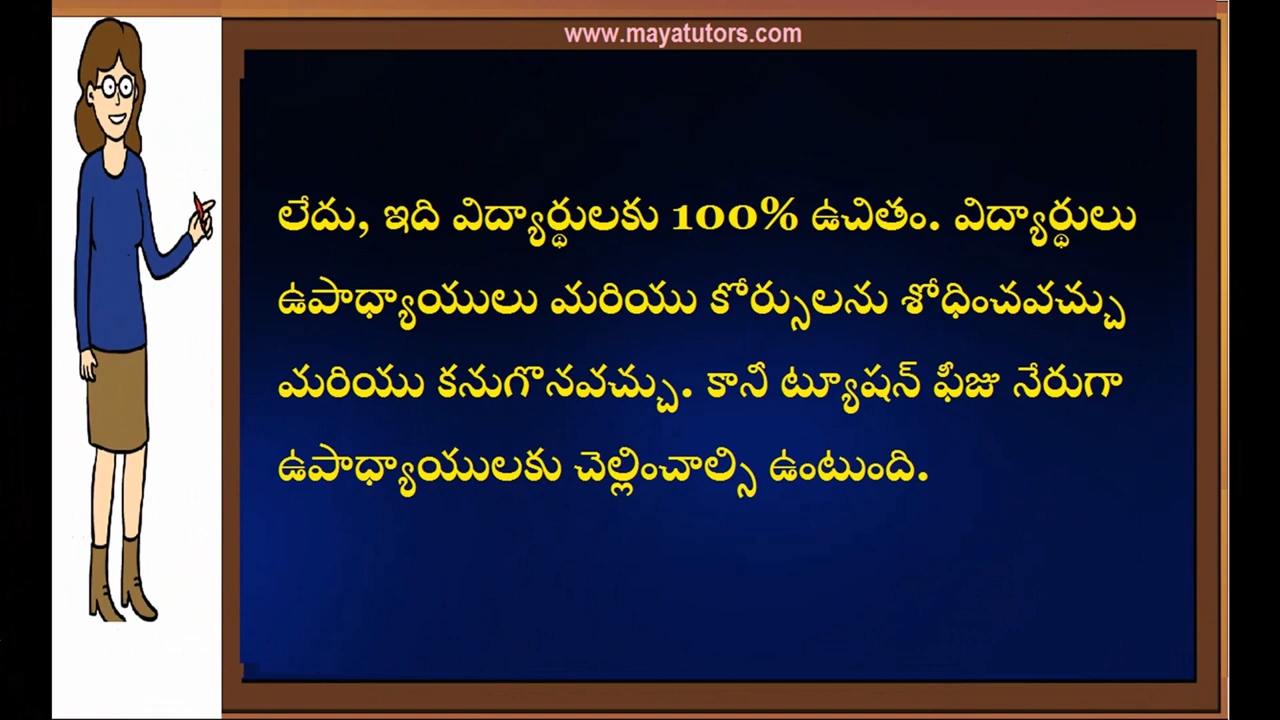 www.mayatutors.com
లేదు, ఇది విద్యార్థులకు 100% ఉచితం. విద్యార్థులు
ఉపాధ్యాయులు మరియు కోర్సులను శోధించవచ్చు
మరియు కనుగొనవచ్చు. కానీ ట్యూషన్ ఫీజు నేరుగా
ఉపాధ్యాయులకు చెల్లించాల్సి ఉంటుంది.